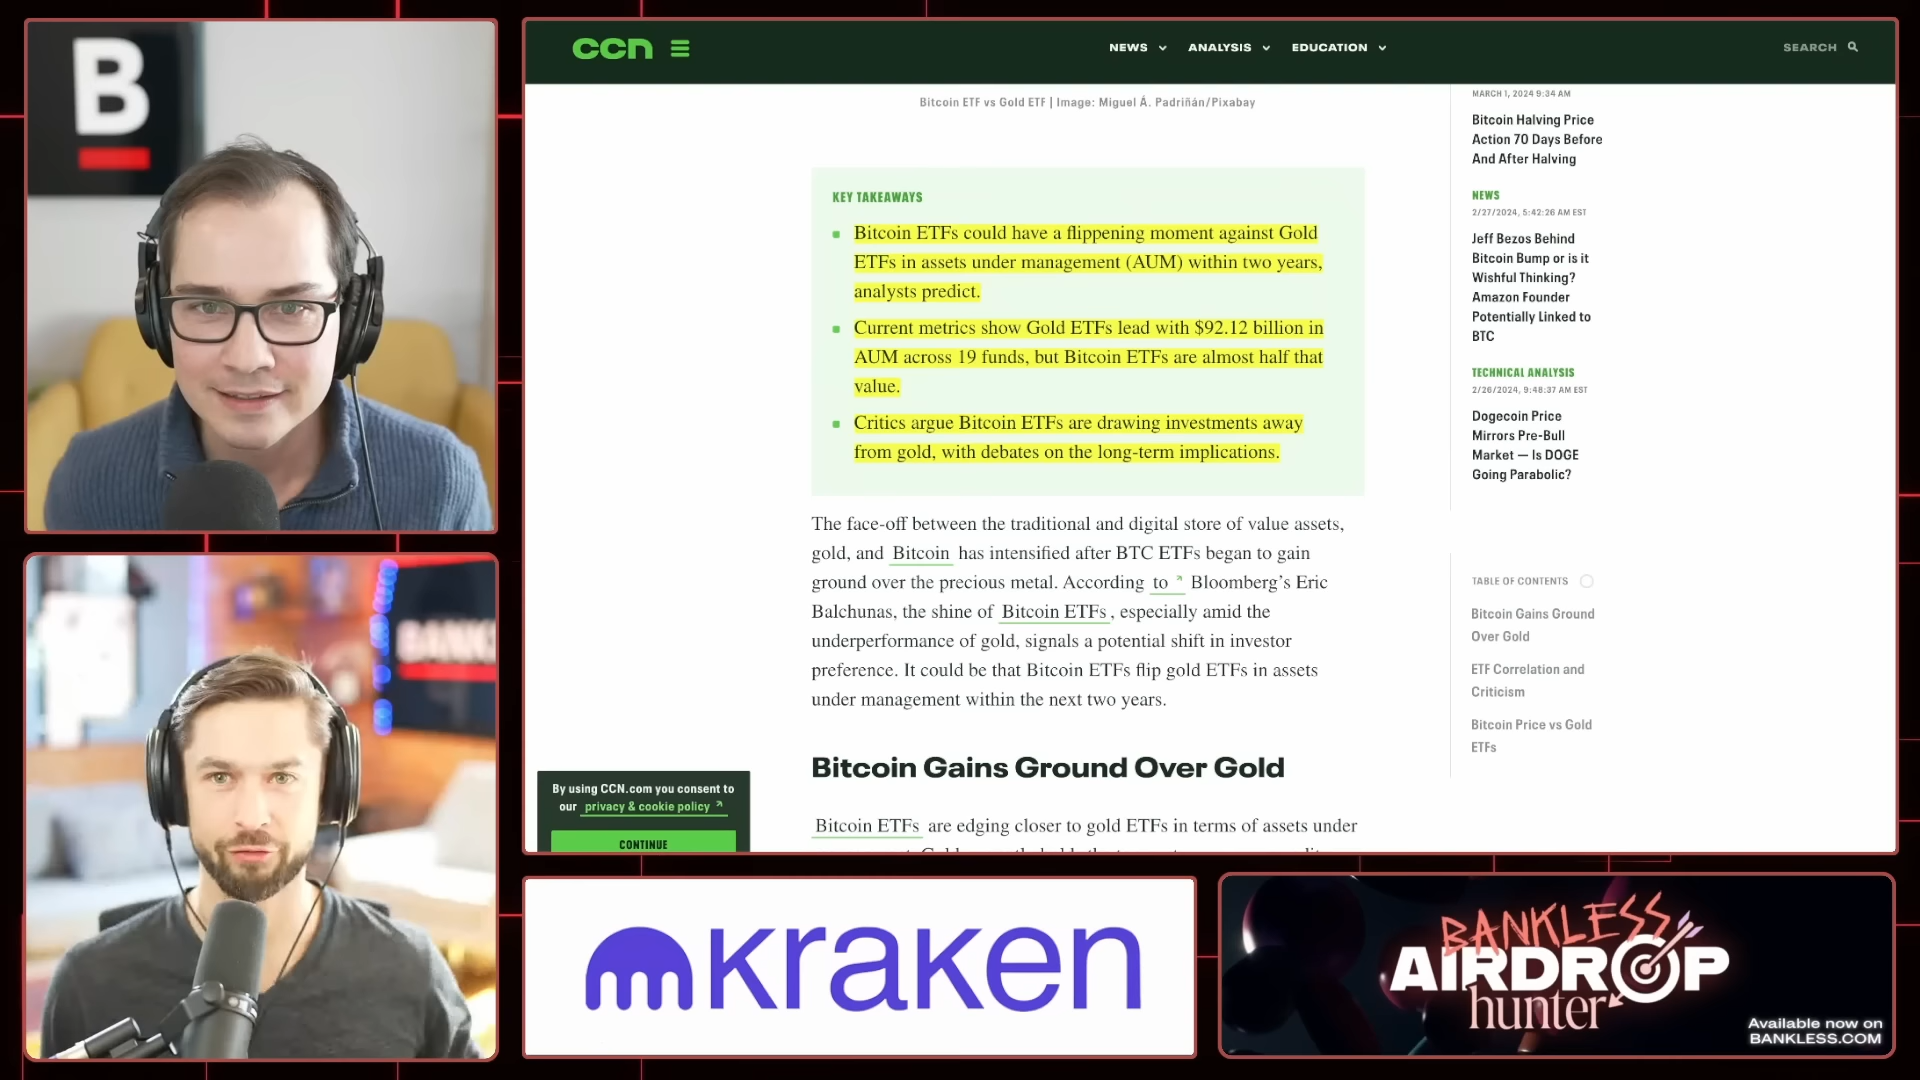 B
BANK
ccn
NEWS
ANALYSIS
EDUCATION
SEARCH
Bitcoin ETF vs Gold ETF | Image: Miguel Á. Padriñán/Pixabay
KEY TAKEAWAYS
Bitcoin ETFs could have a flippening moment against Gold
ETFs in assets under management (AUM) within two years,
analysts predict.
Current metrics show Gold ETFs lead with $92.12 billion in
AUM across 19 funds, but Bitcoin ETFs are almost half that
value.
Critics argue Bitcoin ETFs are drawing investments away
from gold, with debates on the long-term implications.
The face-off between the traditional and digital store of value assets,
gold, and Bitcoin has intensified after BTC ETFs began to gain
ground over the precious metal. According to Bloomberg's Eric
Balchunas, the shine of Bitcoin ETFs, especially amid the
underperformance of gold, signals a potential shift in investor
preference. It could be that Bitcoin ETFs flip gold ETFs in assets
under management within the next two years.
Bitcoin Gains Ground Over Gold
Bitcoin ETFs are edging closer to gold ETFs in terms of assets under
MARCH 1, 2024 9:34 AM
Bitcoin Halving Price
Action 70 Days Before
And After Halving
NEWS
2/27/2024, 5:42:26 AM EST
Jeff Bezos Behind
Bitcoin Bump or is it
Wishful Thinking?
Amazon Founder
Potentially Linked to
BTC
TECHNICAL ANALYSIS
2/26/2024, 9:48:37 AM EST
Dogecoin Price
Mirrors Pre-Bull
Market — Is DOGE
Going Parabolic?
TABLE OF CONTENTS
Bitcoin Gains Ground
Over Gold
ETF Correlation and
Criticism
Bitcoin Price vs Gold
ETFs
By using CCN.com you consent to
our privacy & cookie policy
CONTINUE
kraken
BANKLESS
AIRDROP
hunter
Available now on
BANKLESS.COM